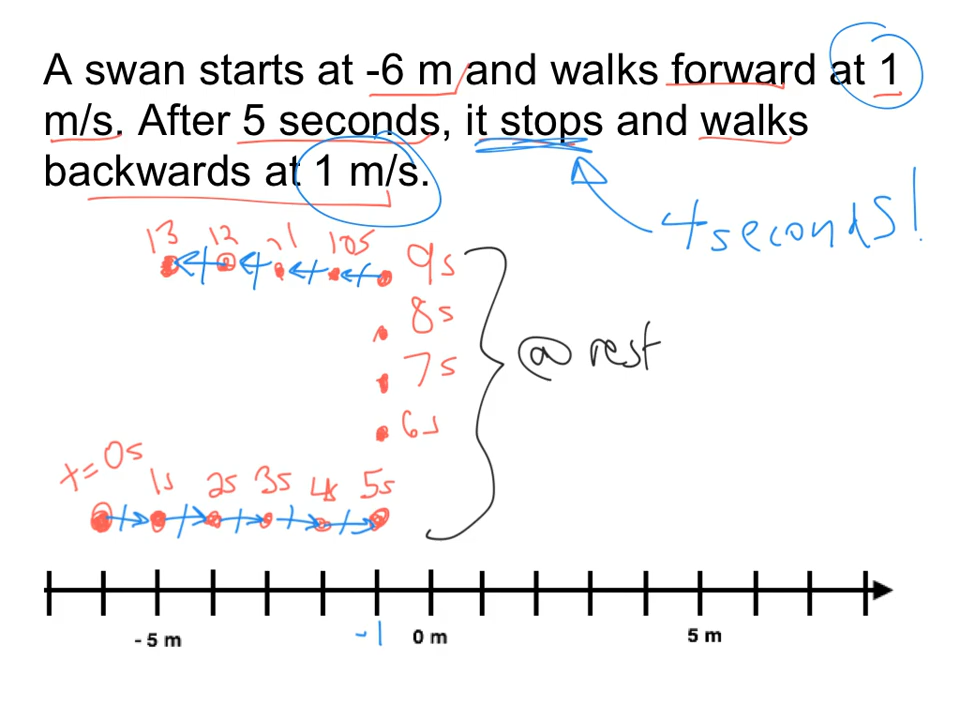 A swan starts at -6 m and walks forward at 1
m/s. After 5 seconds, it stops and walks
backwards at 1 m/s.
4 seconds!
13 12 11 10s 9s
8s
7s
@ rest
6s
t= 0s 1s 2s 3s 4s 5s
- 5 m -1 0 m 5 m